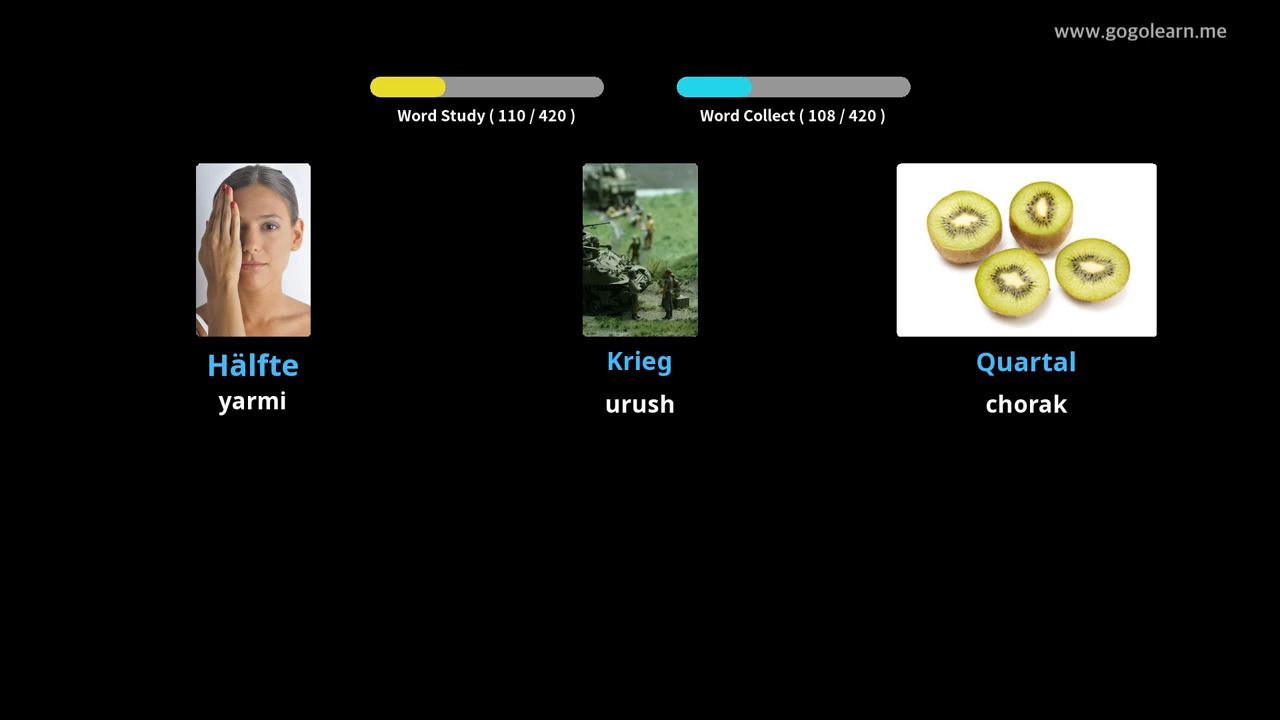 www.gogolearn.me
Word Study ( 110 / 420 )
Word Collect ( 108 / 420 )
Hälfte
yarmi
Krieg
urush
Quartal
chorak